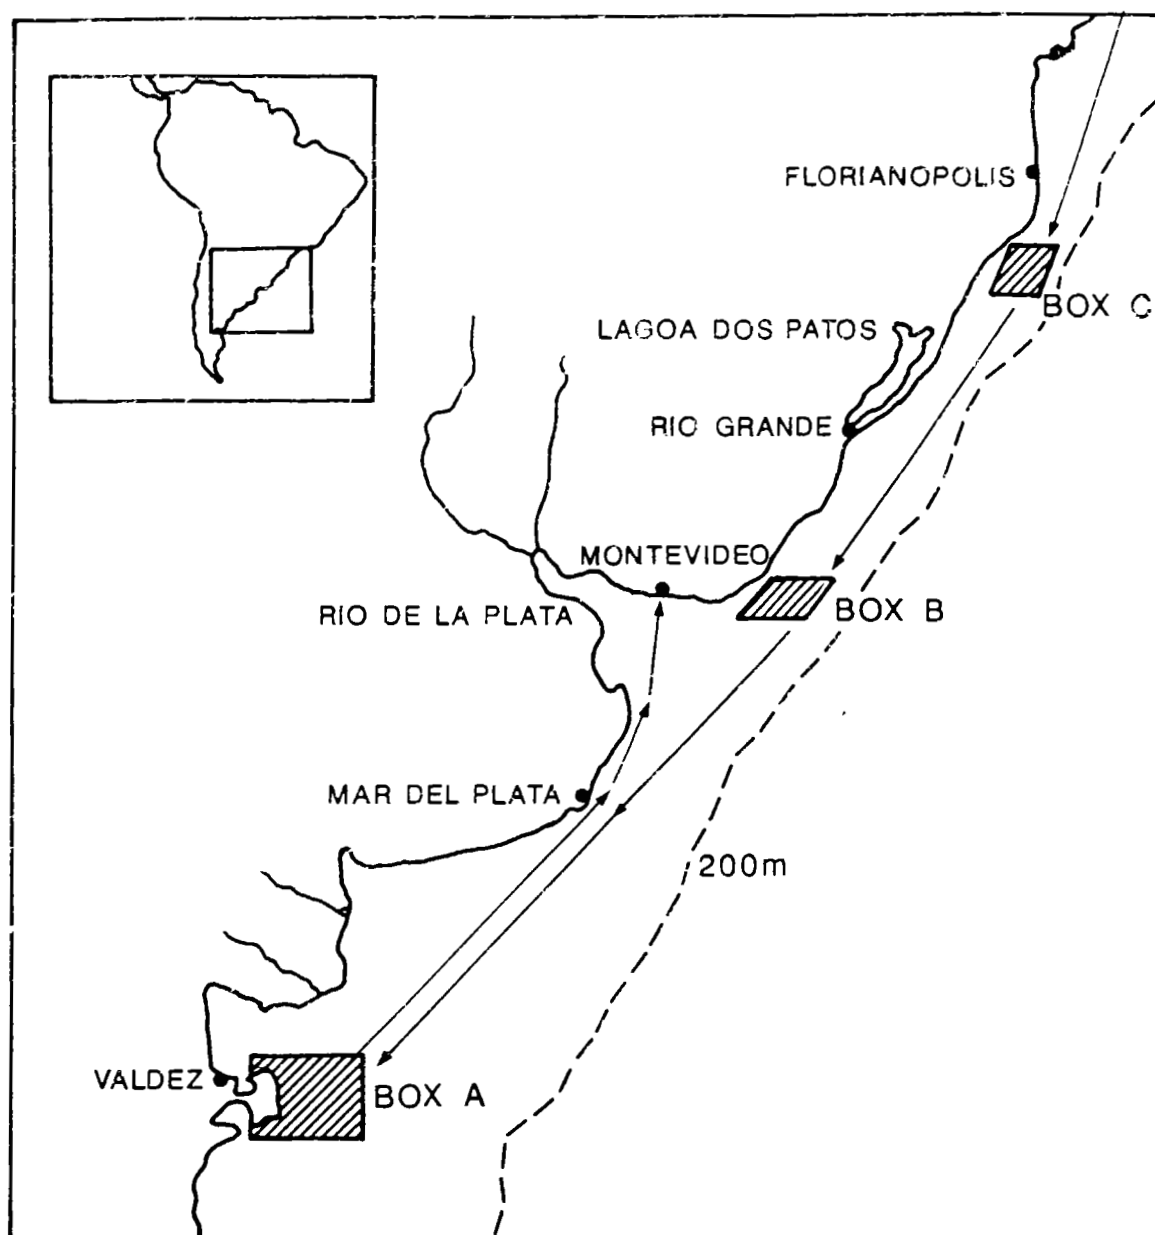 FLORIANOPOLIS
BOX C
LAGOA DOS PATOS
RIO GRANDE
MONTEVIDEO
BOX B
RIO DE LA PLATA
MAR DEL PLATA
200m
VALDEZ
BOX A